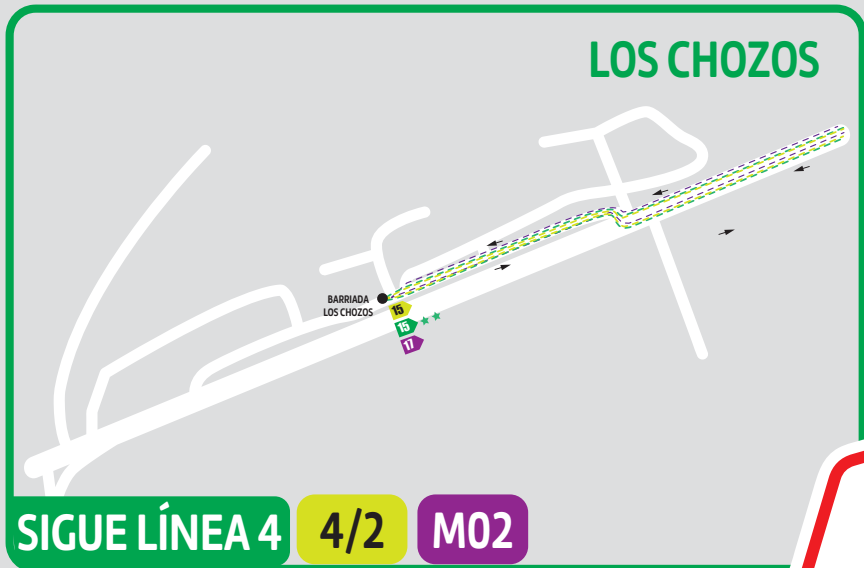 LOS CHOZOS
BARRIADA
LOS CHOZOS
15
15
17
SIGUE LÍNEA 4
4/2
M02